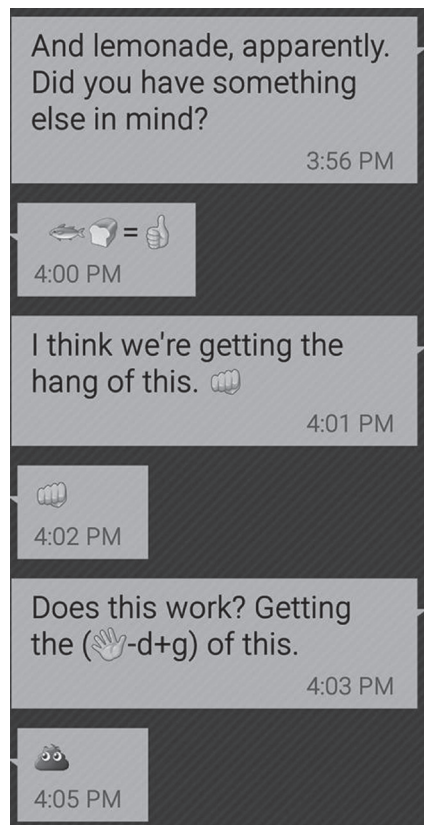 And lemonade, apparently.
Did you have something
else in mind?
3:56 PM
🐟🍞=👍
4:00 PM
I think we're getting the
hang of this. 👊
4:01 PM
👊
4:02 PM
Does this work? Getting
the (👋-d+g) of this.
4:03 PM
💩
4:05 PM